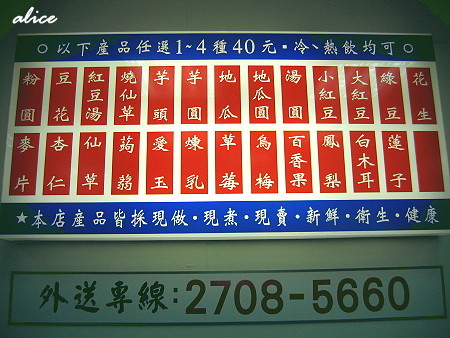 alice
○以下產品任選1~4種40元·冷、熱飲均可○
粉圓 豆花 紅豆湯 燒仙草 芋頭 芋圓 地瓜 地瓜圓 湯圓 小紅豆 大紅豆 綠豆 花生
麥片 杏仁 仙草 蒟蒻 愛玉 煉乳 草莓 烏梅 百香果 鳳梨 白木耳 蓮子
★本店產品皆採現做·現煮·現賣·新鮮·衛生·健康
外送專線:2708-5660